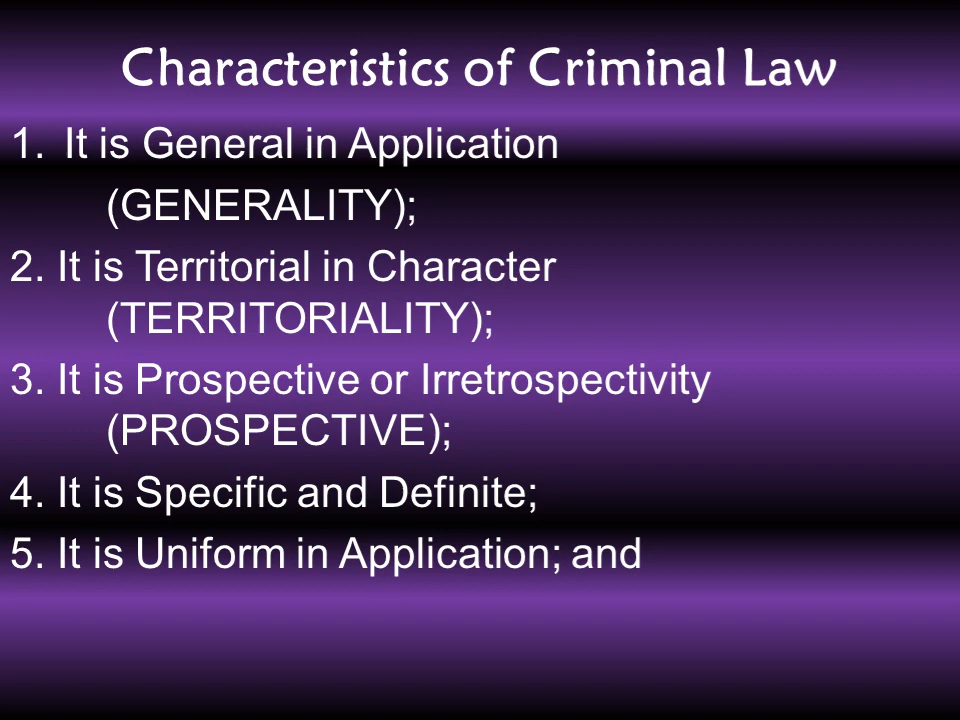 Characteristics of Criminal Law
1. It is General in Application
(GENERALITY);
2. It is Territorial in Character
(TERRITORIALITY);
3. It is Prospective or Irretrospectivity
(PROSPECTIVE);
4. It is Specific and Definite;
5. It is Uniform in Application; and